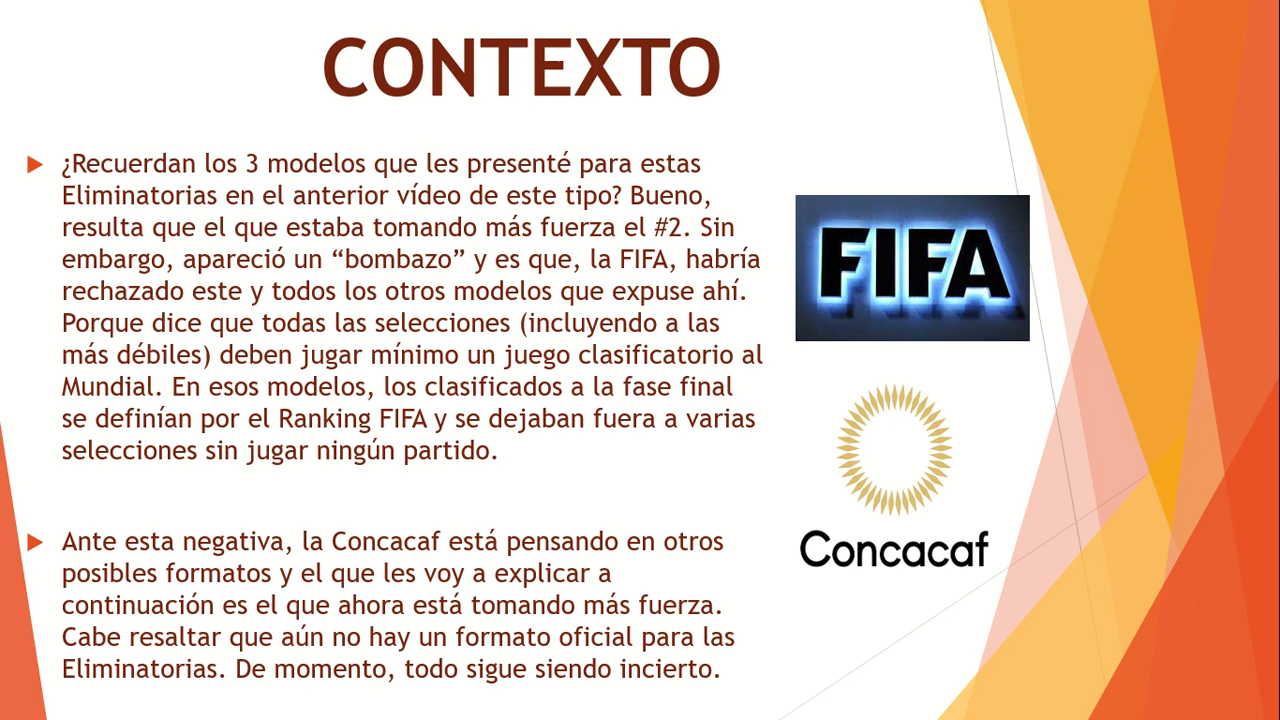 CONTEXTO
¿Recuerdan los 3 modelos que les presenté para estas
Eliminatorias en el anterior vídeo de este tipo? Bueno,
resulta que el que estaba tomando más fuerza el #2. Sin
embargo, apareció un “bombazo” y es que, la FIFA, habría
rechazado este y todos los otros modelos que expuse ahí.
Porque dice que todas las selecciones (incluyendo a las
más débiles) deben jugar mínimo un juego clasificatorio al
Mundial. En esos modelos, los clasificados a la fase final
se definían por el Ranking FIFA y se dejaban fuera a varias
selecciones sin jugar ningún partido.
Ante esta negativa, la Concacaf está pensando en otros
posibles formatos y el que les voy a explicar a
continuación es el que ahora está tomando más fuerza.
Cabe resaltar que aún no hay un formato oficial para las
Eliminatorias. De momento, todo sigue siendo incierto.
FIFA
Concacaf